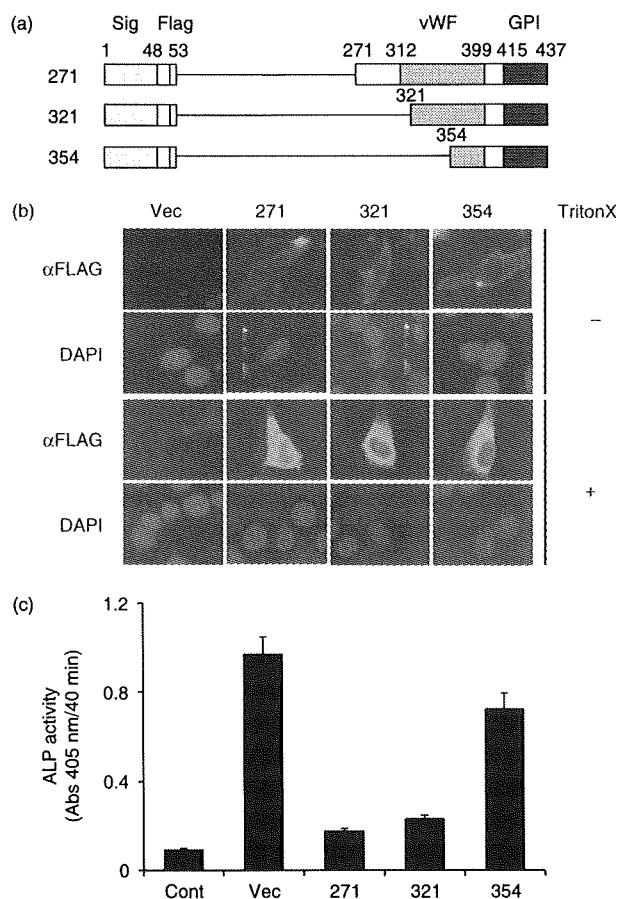 (a)
Sig Flag vWF GPI
1 48 53 271 312 399 415 437
271
321
321
354
354
(b)
Vec 271 321 354 TritonX
αFLAG
DAPI
–
αFLAG
DAPI
+
(c)
ALP activity
(Abs 405 nm/40 min)
1.2
0.8
0.4
0
Cont Vec 271 321 354